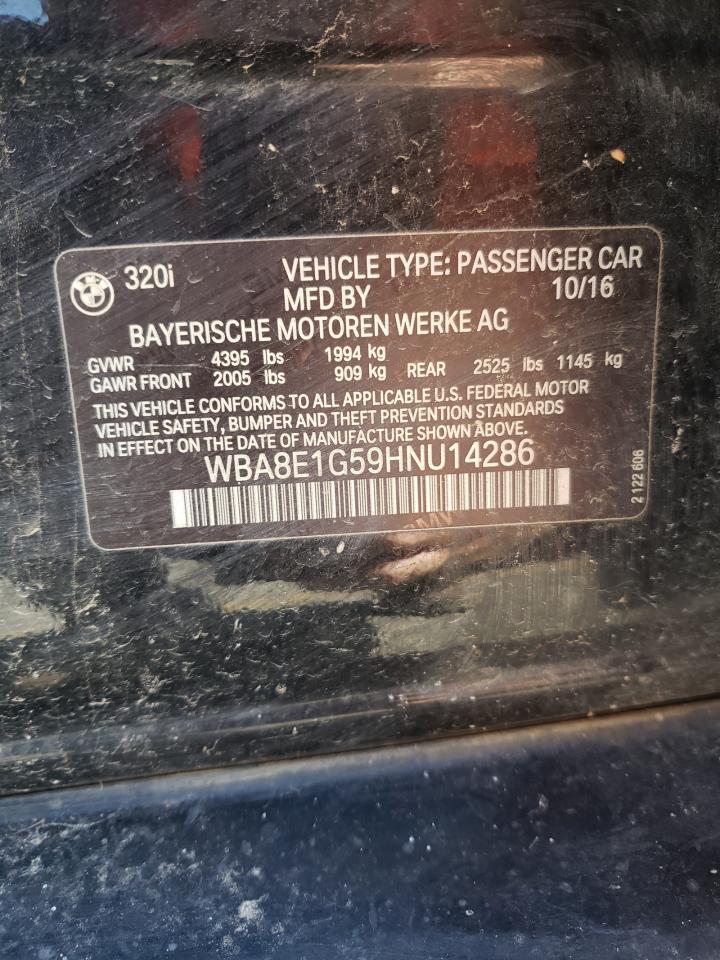 320i VEHICLE TYPE: PASSENGER CAR
MFD BY 10/16
BAYERISCHE MOTOREN WERKE AG
GVWR 4395 lbs 1994 kg
GAWR FRONT 2005 lbs 909 kg REAR 2525 lbs 1145 kg
THIS VEHICLE CONFORMS TO ALL APPLICABLE U.S. FEDERAL MOTOR
VEHICLE SAFETY, BUMPER AND THEFT PREVENTION STANDARDS
IN EFFECT ON THE DATE OF MANUFACTURE SHOWN ABOVE.
WBA8E1G59HNU14286
2 122 606